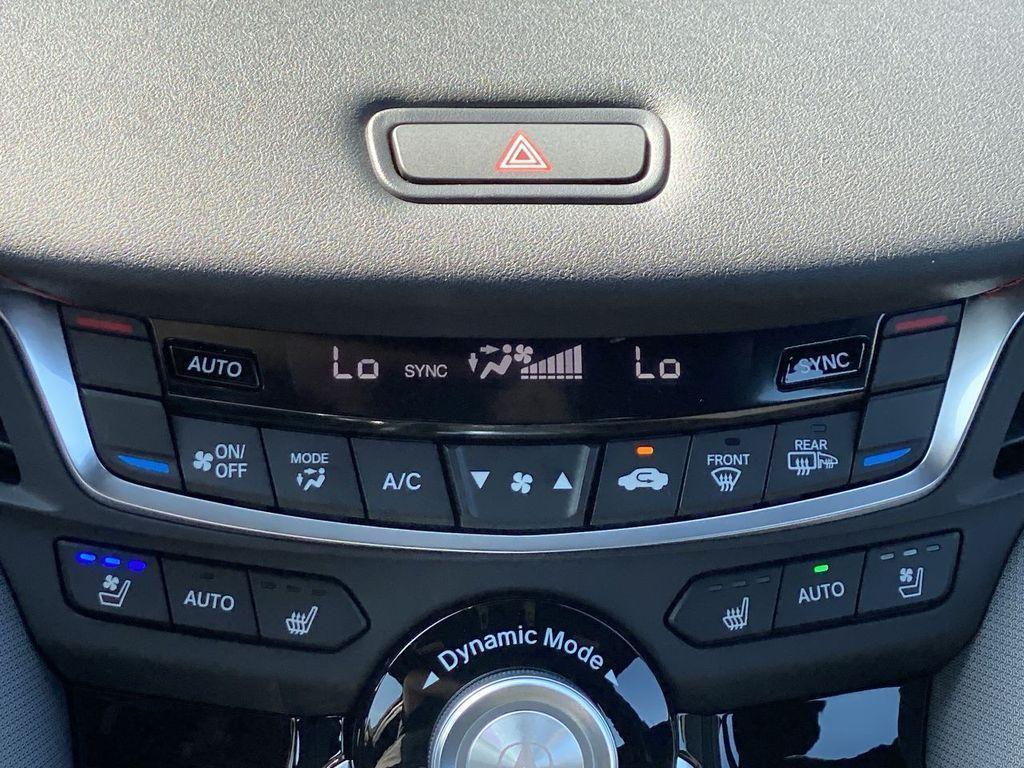 AUTO
Lo
SYNC
Lo
SYNC
ON/
OFF
MODE
A/C
FRONT
REAR
AUTO
AUTO
Dynamic Mode